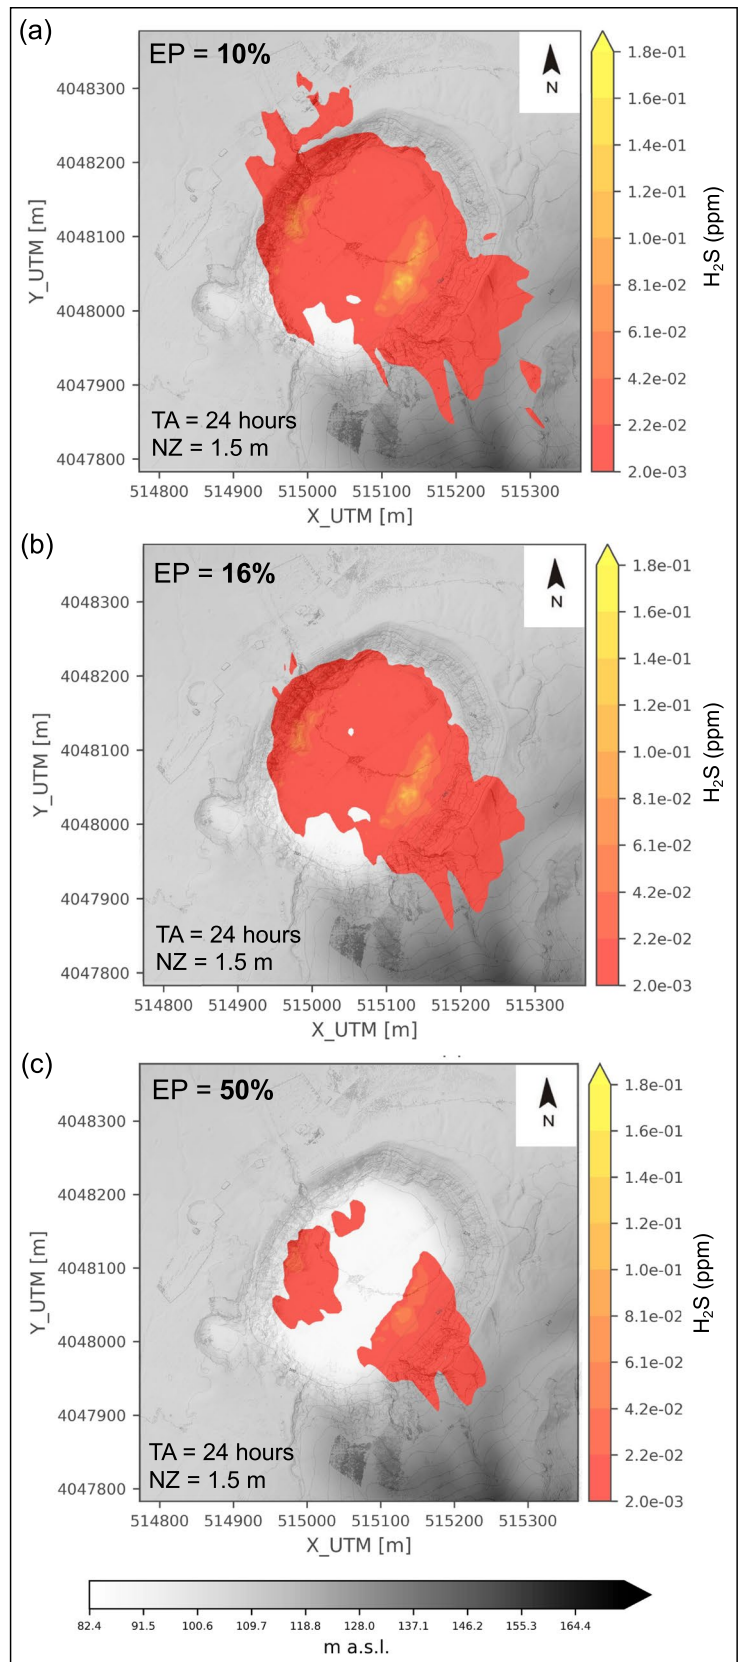 (a)
EP = 10%
N
4048300
4048200
4048100
4048000
4047900
4047800
Y_UTM [m]
TA = 24 hours
NZ = 1.5 m
514800 514900 515000 515100 515200 515300
X_UTM [m]
1.8e-01
1.6e-01
1.4e-01
1.2e-01
1.0e-01
8.1e-02
6.1e-02
4.2e-02
2.2e-02
2.0e-03
H₂S (ppm)
(b)
EP = 16%
N
4048300
4048200
4048100
4048000
4047900
4047800
Y_UTM [m]
TA = 24 hours
NZ = 1.5 m
514800 514900 515000 515100 515200 515300
X_UTM [m]
1.8e-01
1.6e-01
1.4e-01
1.2e-01
1.0e-01
8.1e-02
6.1e-02
4.2e-02
2.2e-02
2.0e-03
H₂S (ppm)
(c)
EP = 50%
N
4048300
4048200
4048100
4048000
4047900
4047800
Y_UTM [m]
TA = 24 hours
NZ = 1.5 m
514800 514900 515000 515100 515200 515300
X_UTM [m]
1.8e-01
1.6e-01
1.4e-01
1.2e-01
1.0e-01
8.1e-02
6.1e-02
4.2e-02
2.2e-02
2.0e-03
H₂S (ppm)
82.4 91.5 100.6 109.7 118.8 128.0 137.1 146.2 155.3 164.4
m a.s.l.